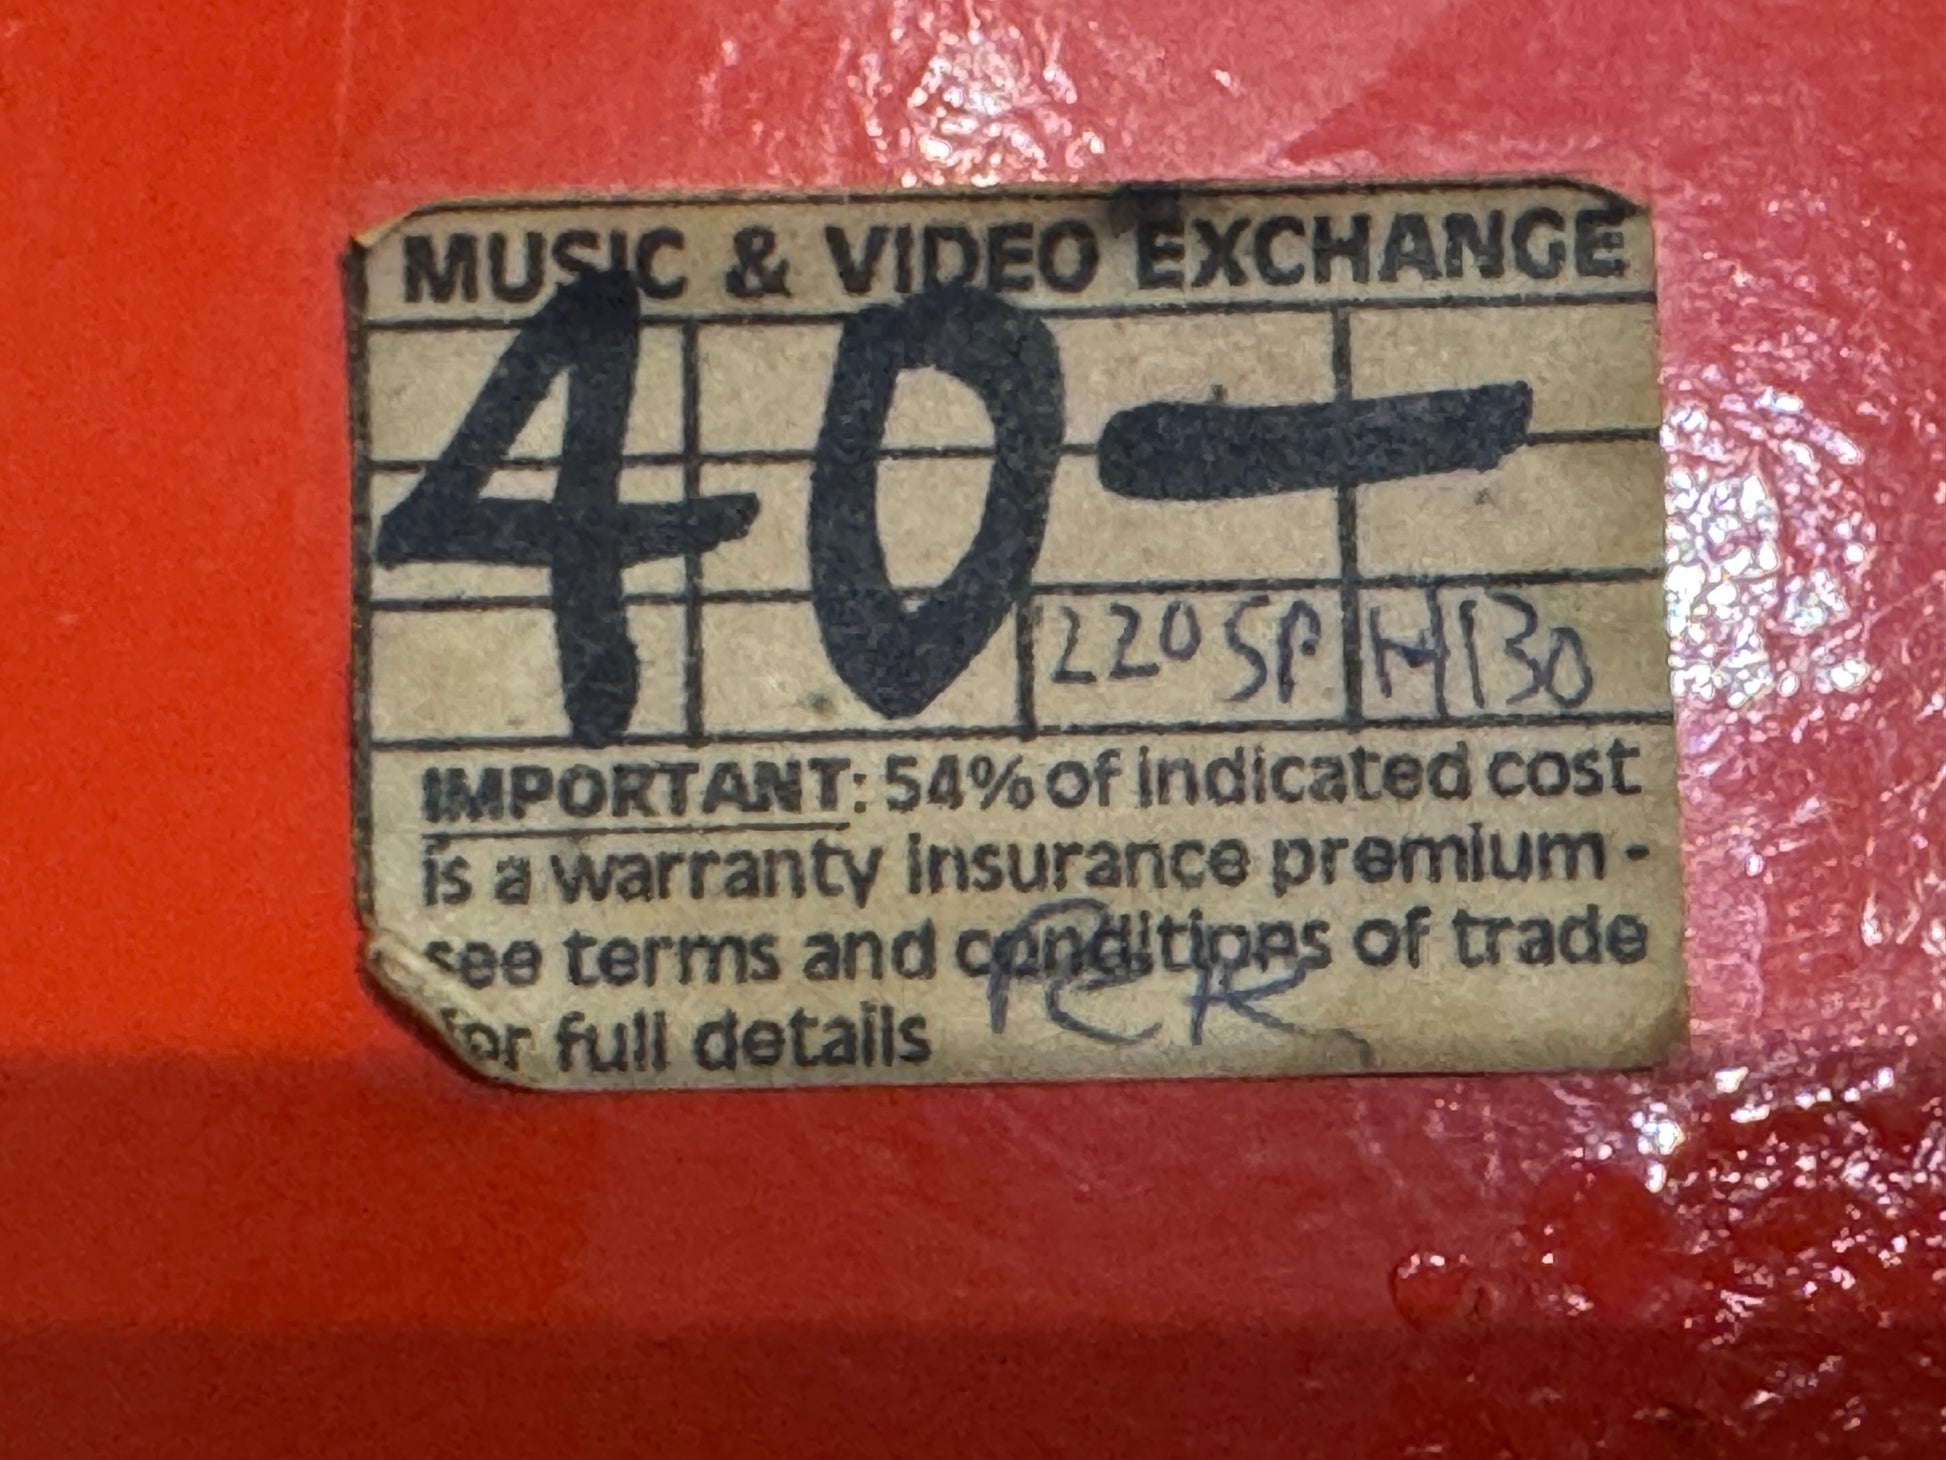 MUSIC & VIDEO EXCHANGE
40 —
220SP H130
IMPORTANT: 54% of indicated cost
is a warranty insurance premium -
see terms and conditions of trade
for full details